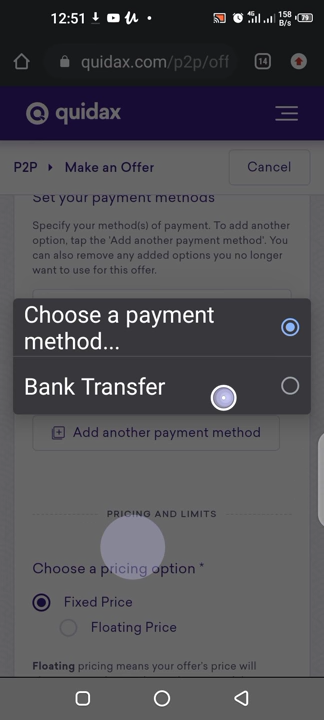 12:51
4G
158
B/s
79
quidax.com/p2p/off
14
quidax
P2P
Make an Offer
Cancel
Set your payment methods
Specify your method(s) of payment. To add another
option, tap the 'Add another payment method'. You
can also remove any added options you no longer
want to use for this offer.
Choose a payment
method...
Bank Transfer
Add another payment method
PRICING AND LIMITS
Choose a pricing option *
Fixed Price
Floating Price
Floating pricing means your offer's price will